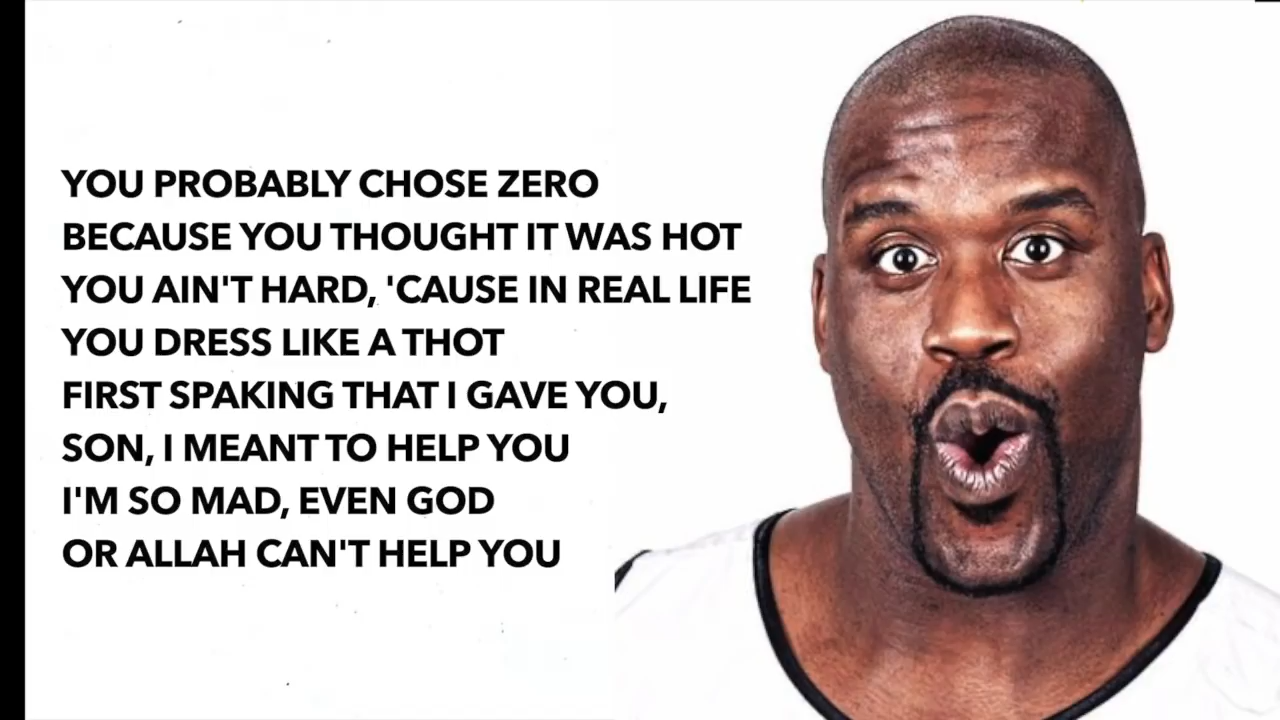 YOU PROBABLY CHOSE ZERO
BECAUSE YOU THOUGHT IT WAS HOT
YOU AIN'T HARD, 'CAUSE IN REAL LIFE
YOU DRESS LIKE A THOT
FIRST SPAKING THAT I GAVE YOU,
SON, I MEANT TO HELP YOU
I'M SO MAD, EVEN GOD
OR ALLAH CAN'T HELP YOU